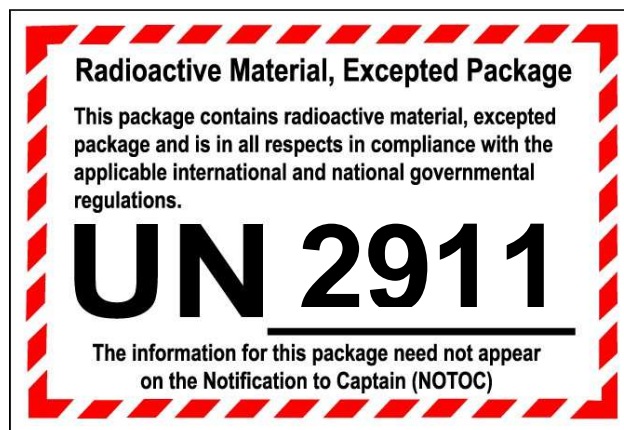 Radioactive Material, Excepted Package
This package contains radioactive material, excepted
package and is in all respects in compliance with the
applicable international and national governmental
regulations.
UN 2911
The information for this package need not appear
on the Notification to Captain (NOTOC)